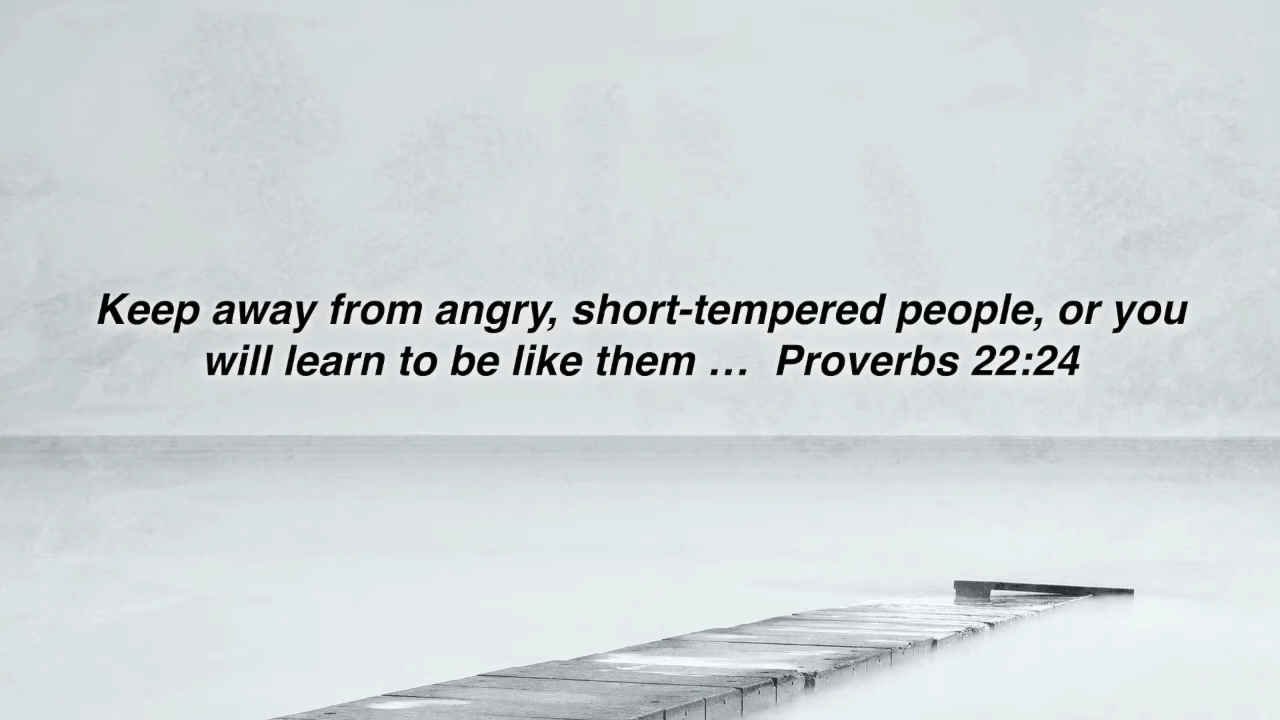 Keep away from angry, short-tempered people, or you
will learn to be like them …  Proverbs 22:24